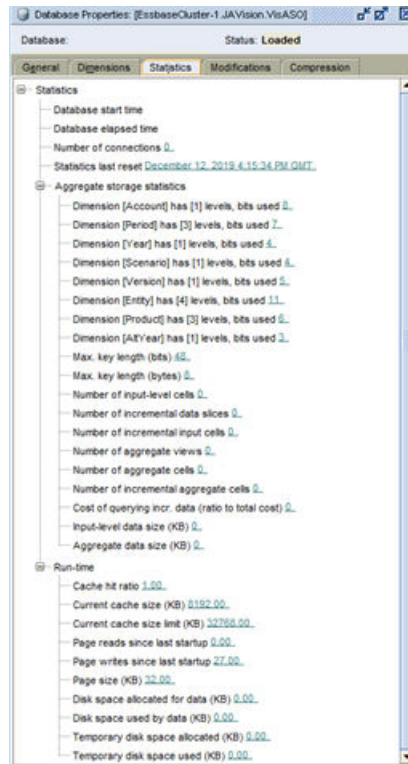 Database Properties: [EssbaseCluster-1.JAVision.VisASO]
Database: Status: Loaded
General Dimensions Statistics Modifications Compression
Statistics
Database start time
Database elapsed time
Number of connections 0
Statistics last reset December 12, 2019 4:15:34 PM GMT
Aggregate storage statistics
Dimension [Account] has [1] levels, bits used 8
Dimension [Period] has [3] levels, bits used 7
Dimension [Year] has [1] levels, bits used 4
Dimension [Scenario] has [1] levels, bits used 4
Dimension [Version] has [1] levels, bits used 5
Dimension [Entity] has [4] levels, bits used 11
Dimension [Product] has [3] levels, bits used 6
Dimension [AltYear] has [1] levels, bits used 3
Max. key length (bits) 48
Max. key length (bytes) 8
Number of input-level cells 0
Number of incremental data slices 0
Number of incremental input cells 0
Number of aggregate views 0
Number of aggregate cells 0
Number of incremental aggregate cells 0
Cost of querying incr. data (ratio to total cost) 0
Input-level data size (KB) 0
Aggregate data size (KB) 0
Run-time
Cache hit ratio 1.00
Current cache size (KB) 8192.00
Current cache size limit (KB) 32768.00
Page reads since last startup 0.00
Page writes since last startup 27.00
Page size (KB) 32.00
Disk space allocated for data (KB) 0.00
Disk space used by data (KB) 0.00
Temporary disk space allocated (KB) 0.00
Temporary disk space used (KB) 0.00